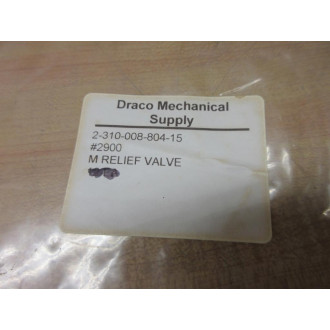 Draco Mechanical
Supply
2-310-008-804-15
#2900
M RELIEF VALVE